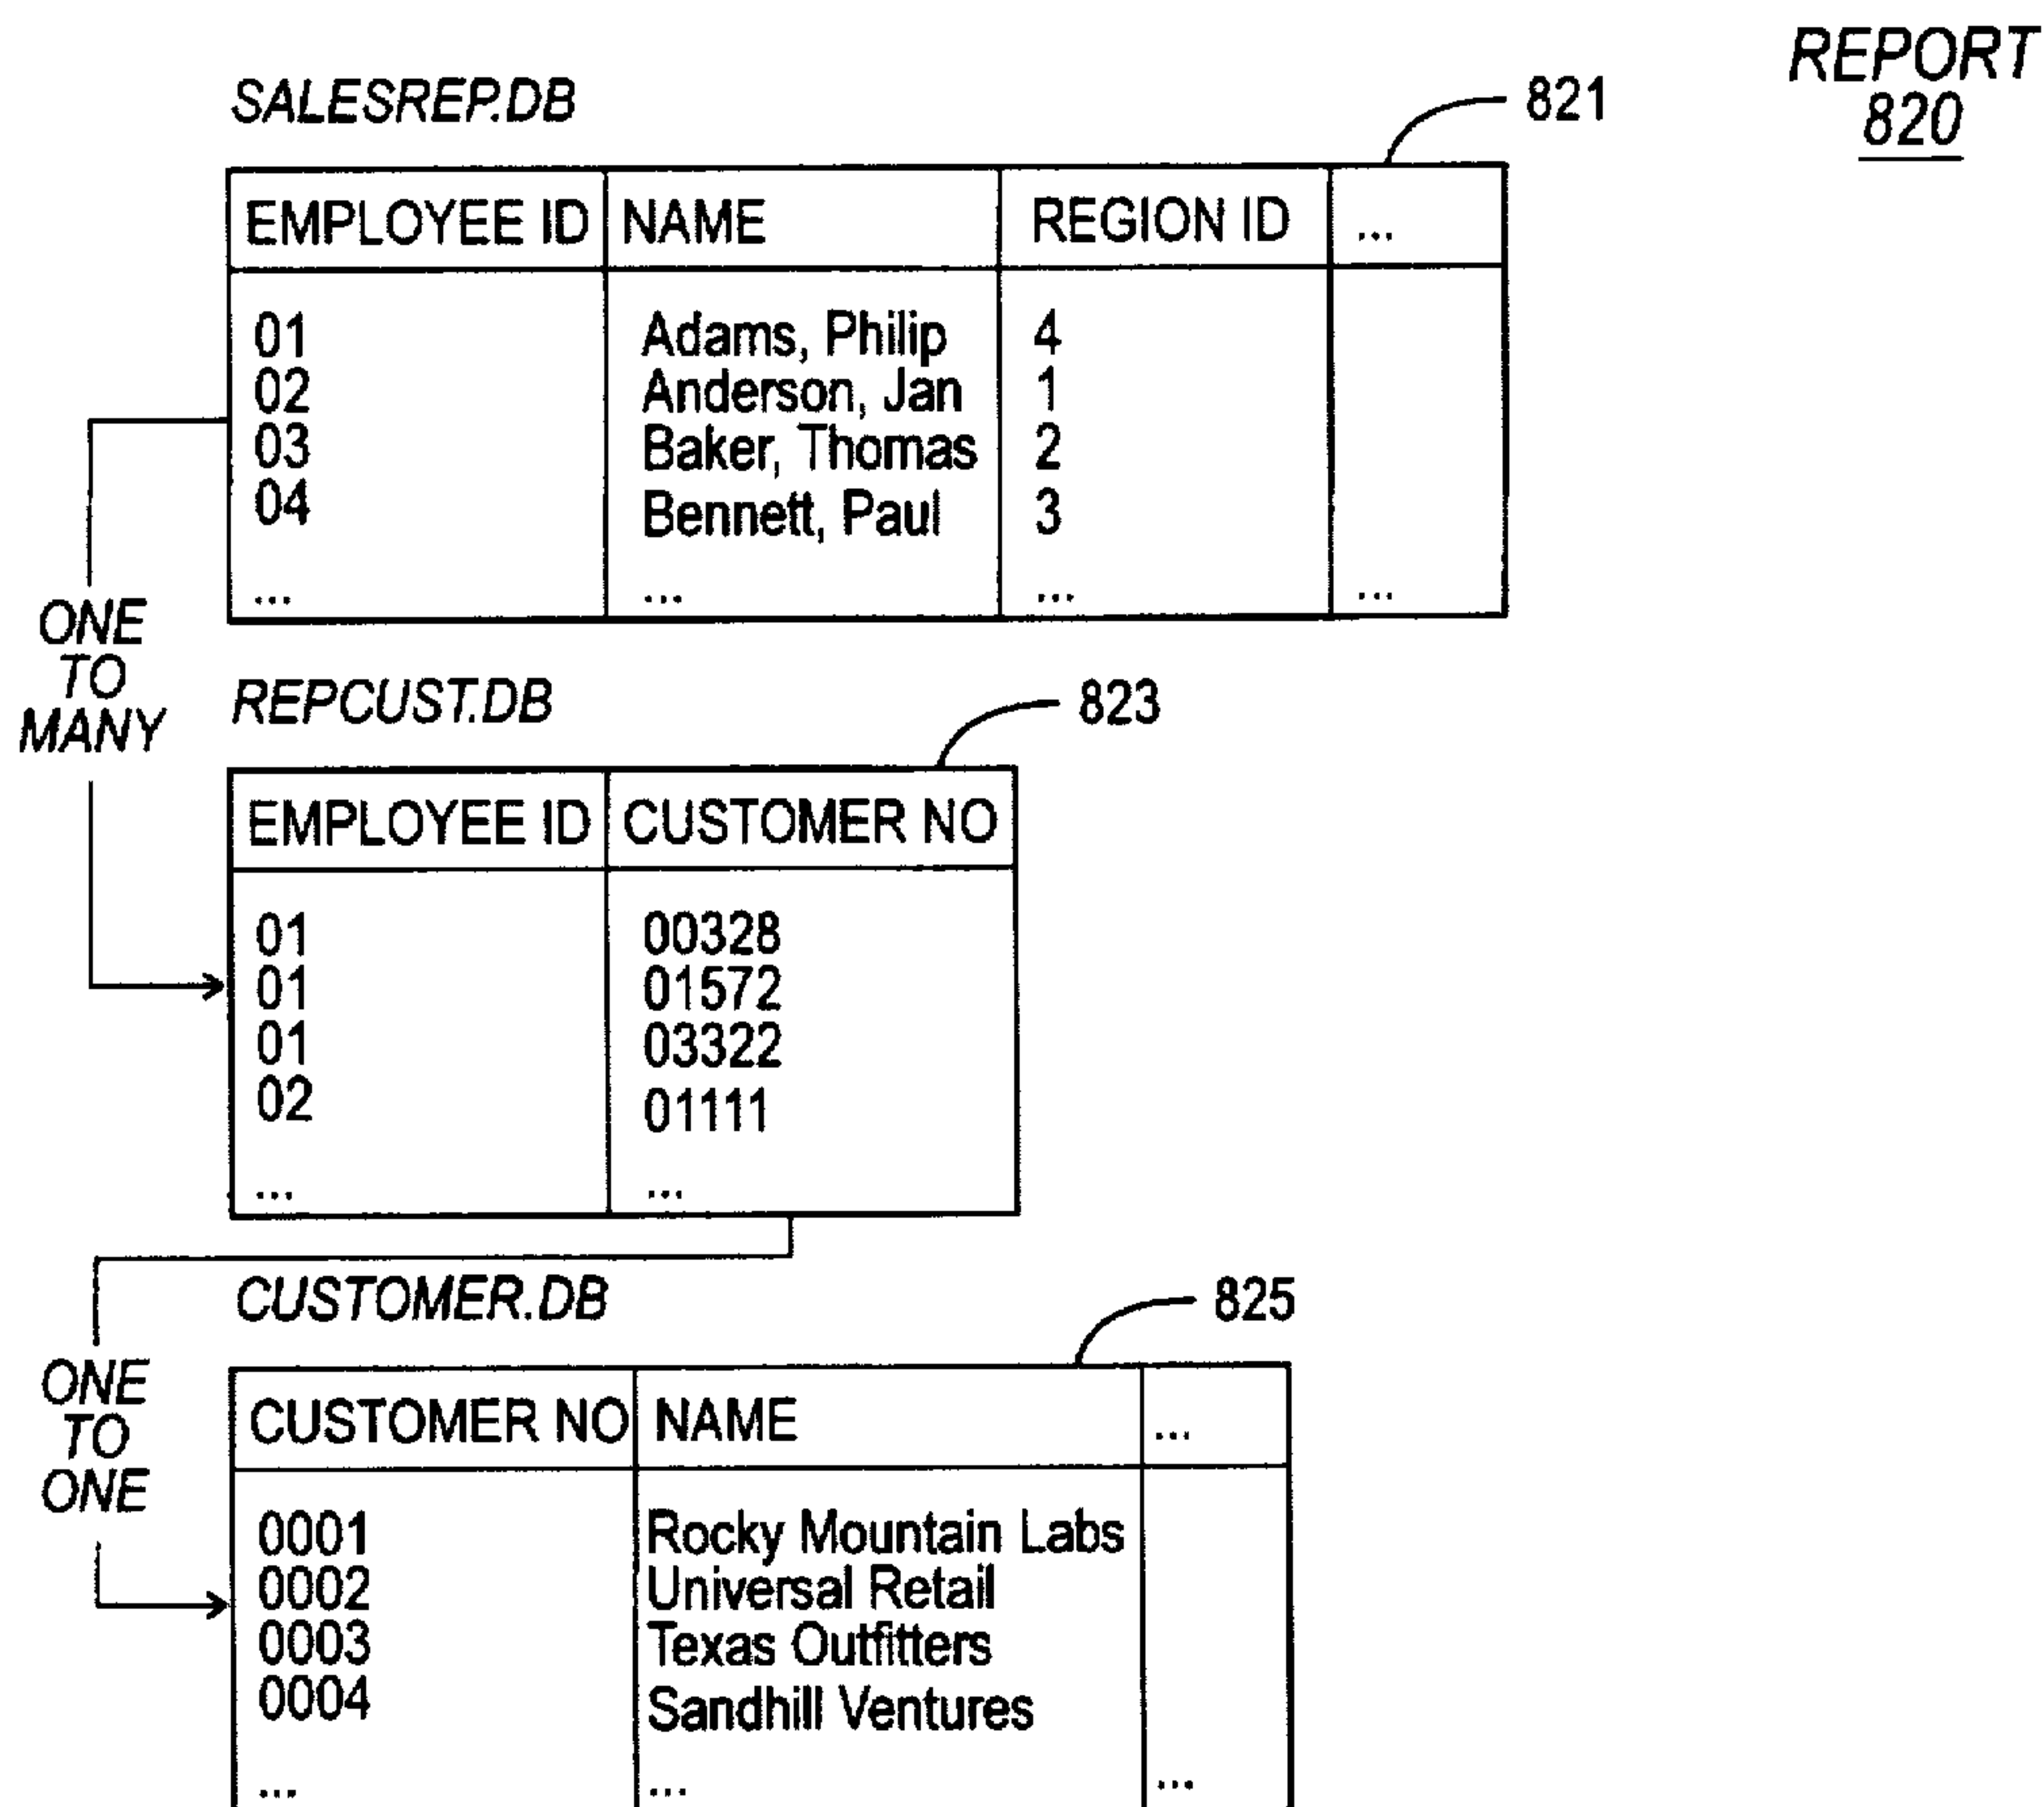 REPORT
820
SALESREP.DB
821
EMPLOYEE ID NAME REGION ID ...
01 Adams, Philip 4
02 Anderson, Jan 1
03 Baker, Thomas 2
04 Bennett, Paul 3
... ... ... ...
ONE
TO
MANY
REPCUST.DB
823
EMPLOYEE ID CUSTOMER NO
01 00328
01 01572
01 03322
02 01111
... ...
CUSTOMER.DB
825
ONE
TO
ONE
CUSTOMER NO NAME ...
0001 Rocky Mountain Labs
0002 Universal Retail
0003 Texas Outfitters
0004 Sandhill Ventures
... ... ...